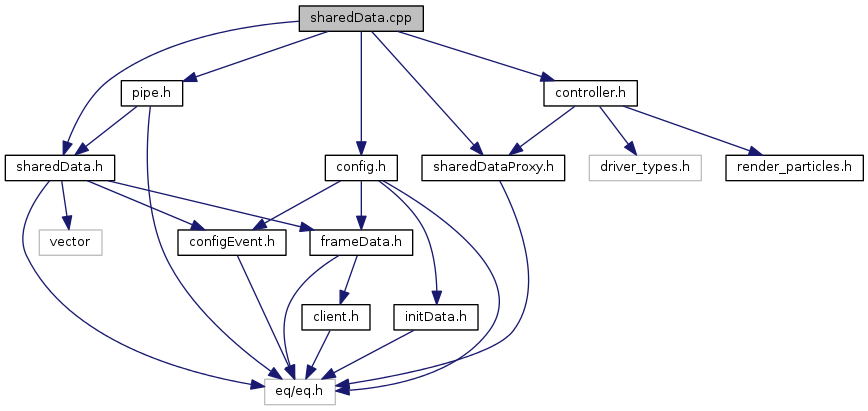 sharedData.cpp
pipe.h
controller.h
sharedData.h
config.h
sharedDataProxy.h
driver_types.h
render_particles.h
vector
configEvent.h
frameData.h
client.h
initData.h
eq/eq.h